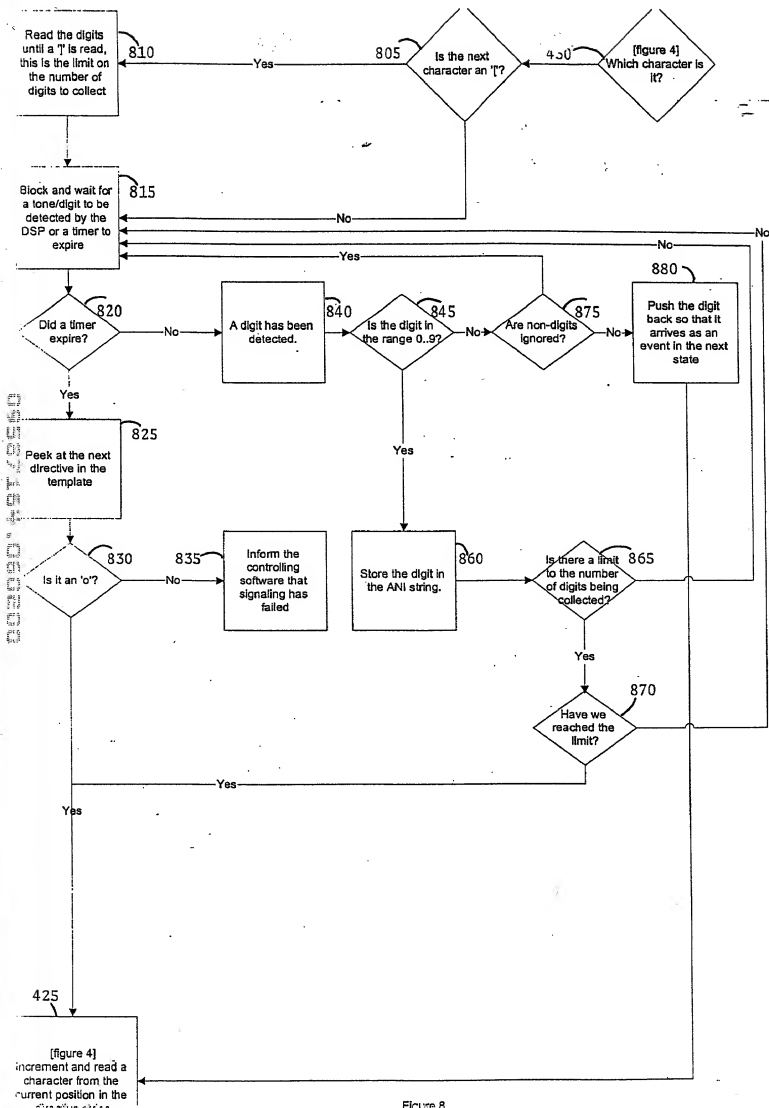 Read the digits
until a ']' is read,
this is the limit on
the number of
digits to collect
810
Yes
805
Is the next
character an '['?
430
[figure 4]
Which character is
it?
Block and wait for
a tone/digit to be
detected by the
DSP or a timer to
expire
815
No
No
No
Yes
820
Did a timer
expire?
No
A digit has been
detected.
840
Is the digit in
the range 0..9?
845
No
Are non-digits
ignored?
875
No
880
Push the digit
back so that it
arrives as an
event in the next
state
Yes
825
Peek at the next
directive in the
template
Yes
830
Is it an 'o'?
No
835
Inform the
controlling
software that
signaling has
failed
Store the digit in
the ANI string.
860
Is there a limit
to the number
of digits being
collected?
865
Yes
870
Have we
reached the
limit?
Yes
Yes
425
[figure 4]
increment and read a
character from the
current position in the
Figure 8